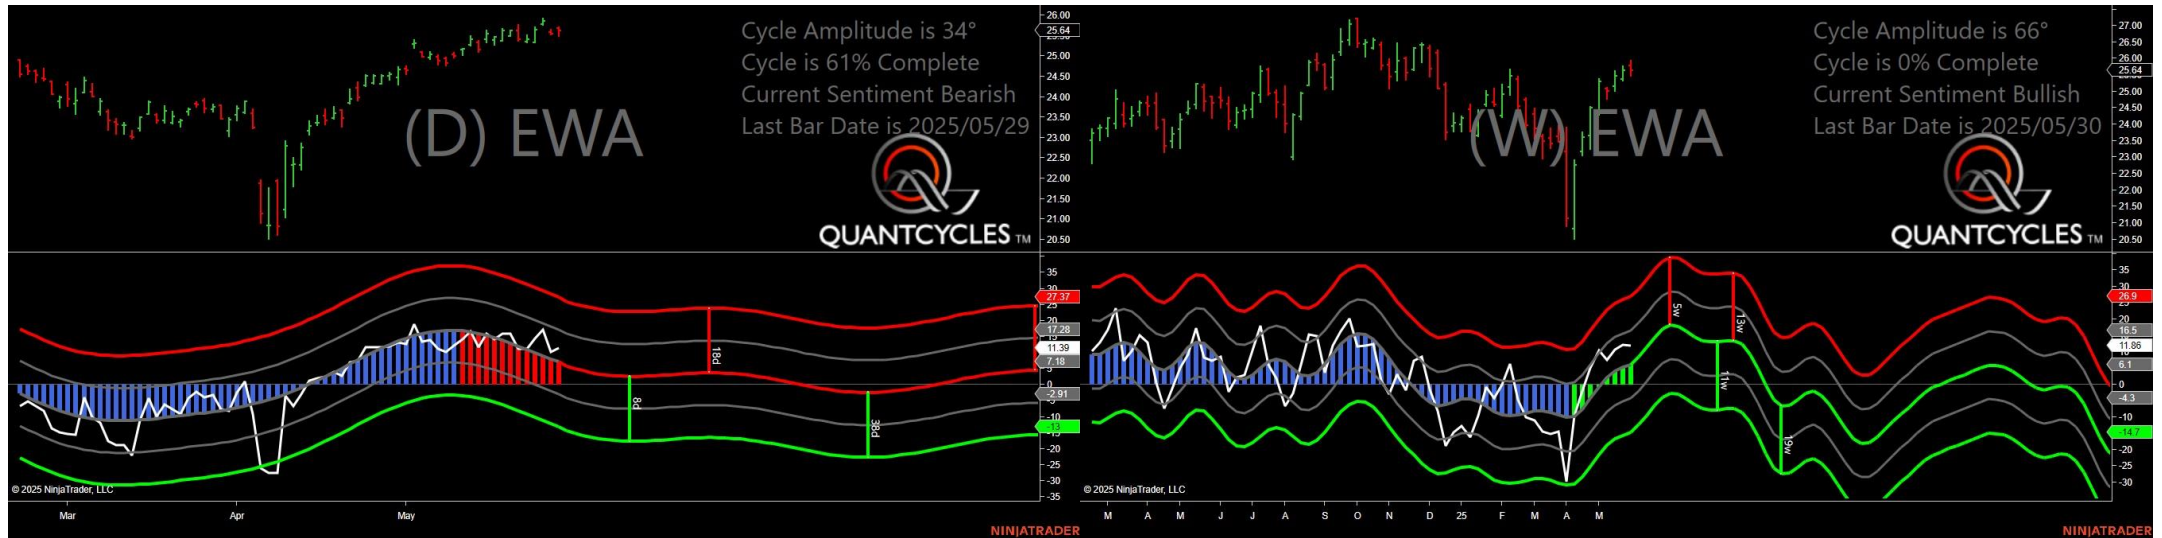 Cycle Amplitude is 34°
Cycle is 61% Complete
Current Sentiment Bearish
Last Bar Date is 2025/05/29
(D) EWA
QUANTCYCLES TM
26.00
25.64
25.00
24.50
24.00
23.50
23.00
22.50
22.00
21.50
21.00
20.50
35
30
27.37
25
20
17.28
11.39
7.18
5
0
-2.91
-10
-13
-20
-25
-30
-35
18d
8d
38d
© 2025 NinjaTrader, LLC
Mar
Apr
May
NINJATRADER
Cycle Amplitude is 66°
Cycle is 0% Complete
Current Sentiment Bullish
Last Bar Date is 2025/05/30
(W) EWA
QUANTCYCLES TM
27.00
26.50
26.00
25.64
25.00
24.50
24.00
23.50
23.00
22.50
22.00
21.50
21.00
20.50
35
30
26.9
20
16.5
11.86
6.1
0
-4.3
-10
-14.7
-20
-25
-30
5w
13w
11w
19w
© 2025 NinjaTrader, LLC
M A M J J A S O N D 25 F M A M
NINJATRADER